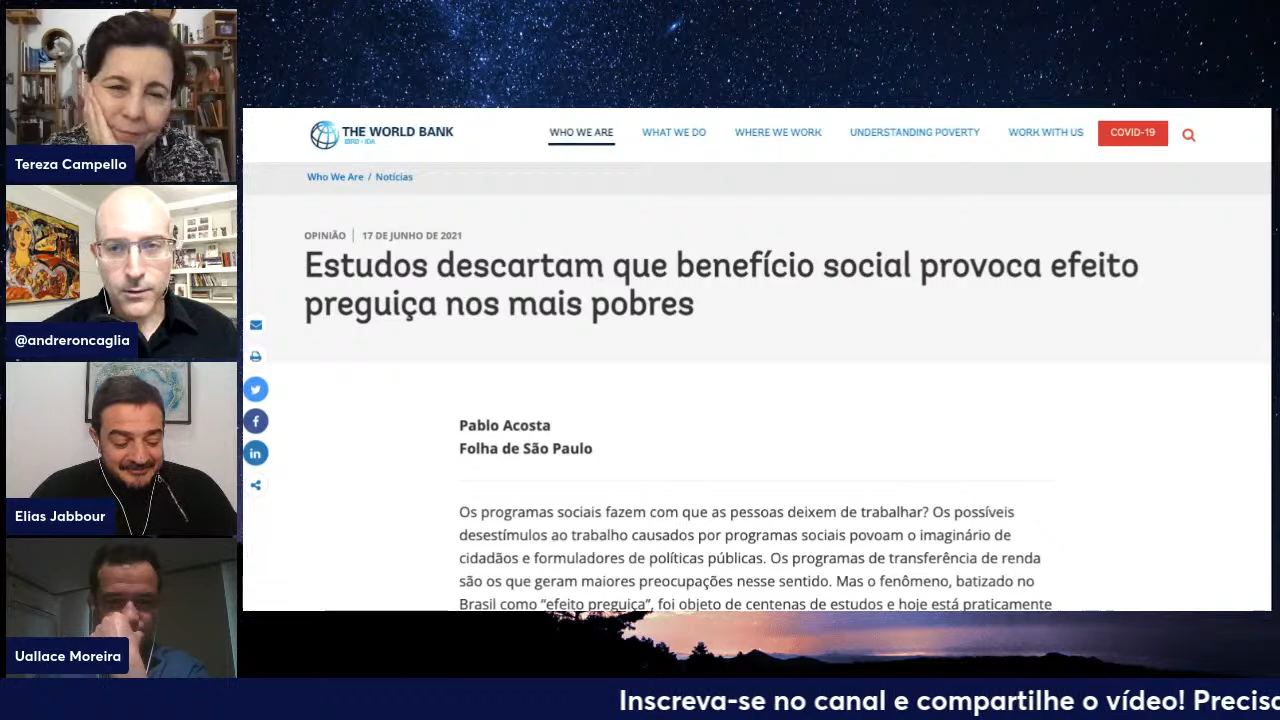 Tereza Campello
@andreroncaglia
Elias Jabbour
Uallace Moreira
THE WORLD BANK
IBRD • IDA
WHO WE ARE
WHAT WE DO
WHERE WE WORK
UNDERSTANDING POVERTY
WORK WITH US
COVID-19
Who We Are / Notícias
OPINIÃO | 17 DE JUNHO DE 2021
Estudos descartam que benefício social provoca efeito
preguiça nos mais pobres
Pablo Acosta
Folha de São Paulo
Os programas sociais fazem com que as pessoas deixem de trabalhar? Os possíveis
desestímulos ao trabalho causados por programas sociais povoam o imaginário de
cidadãos e formuladores de políticas públicas. Os programas de transferência de renda
são os que geram maiores preocupações nesse sentido. Mas o fenômeno, batizado no
Brasil como “efeito preguiça”, foi objeto de centenas de estudos e hoje está praticamente
Inscreva-se no canal e compartilhe o vídeo! Preciso